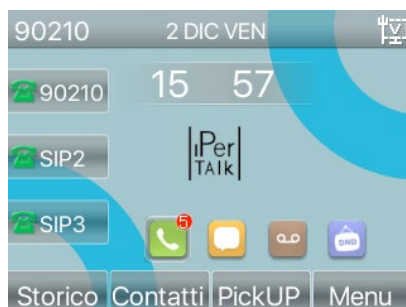 90210 2 DIC VEN V
90210 15 57
SIP2
iPer
TAlk
SIP3
5
DND
Storico Contatti PickUP Menu